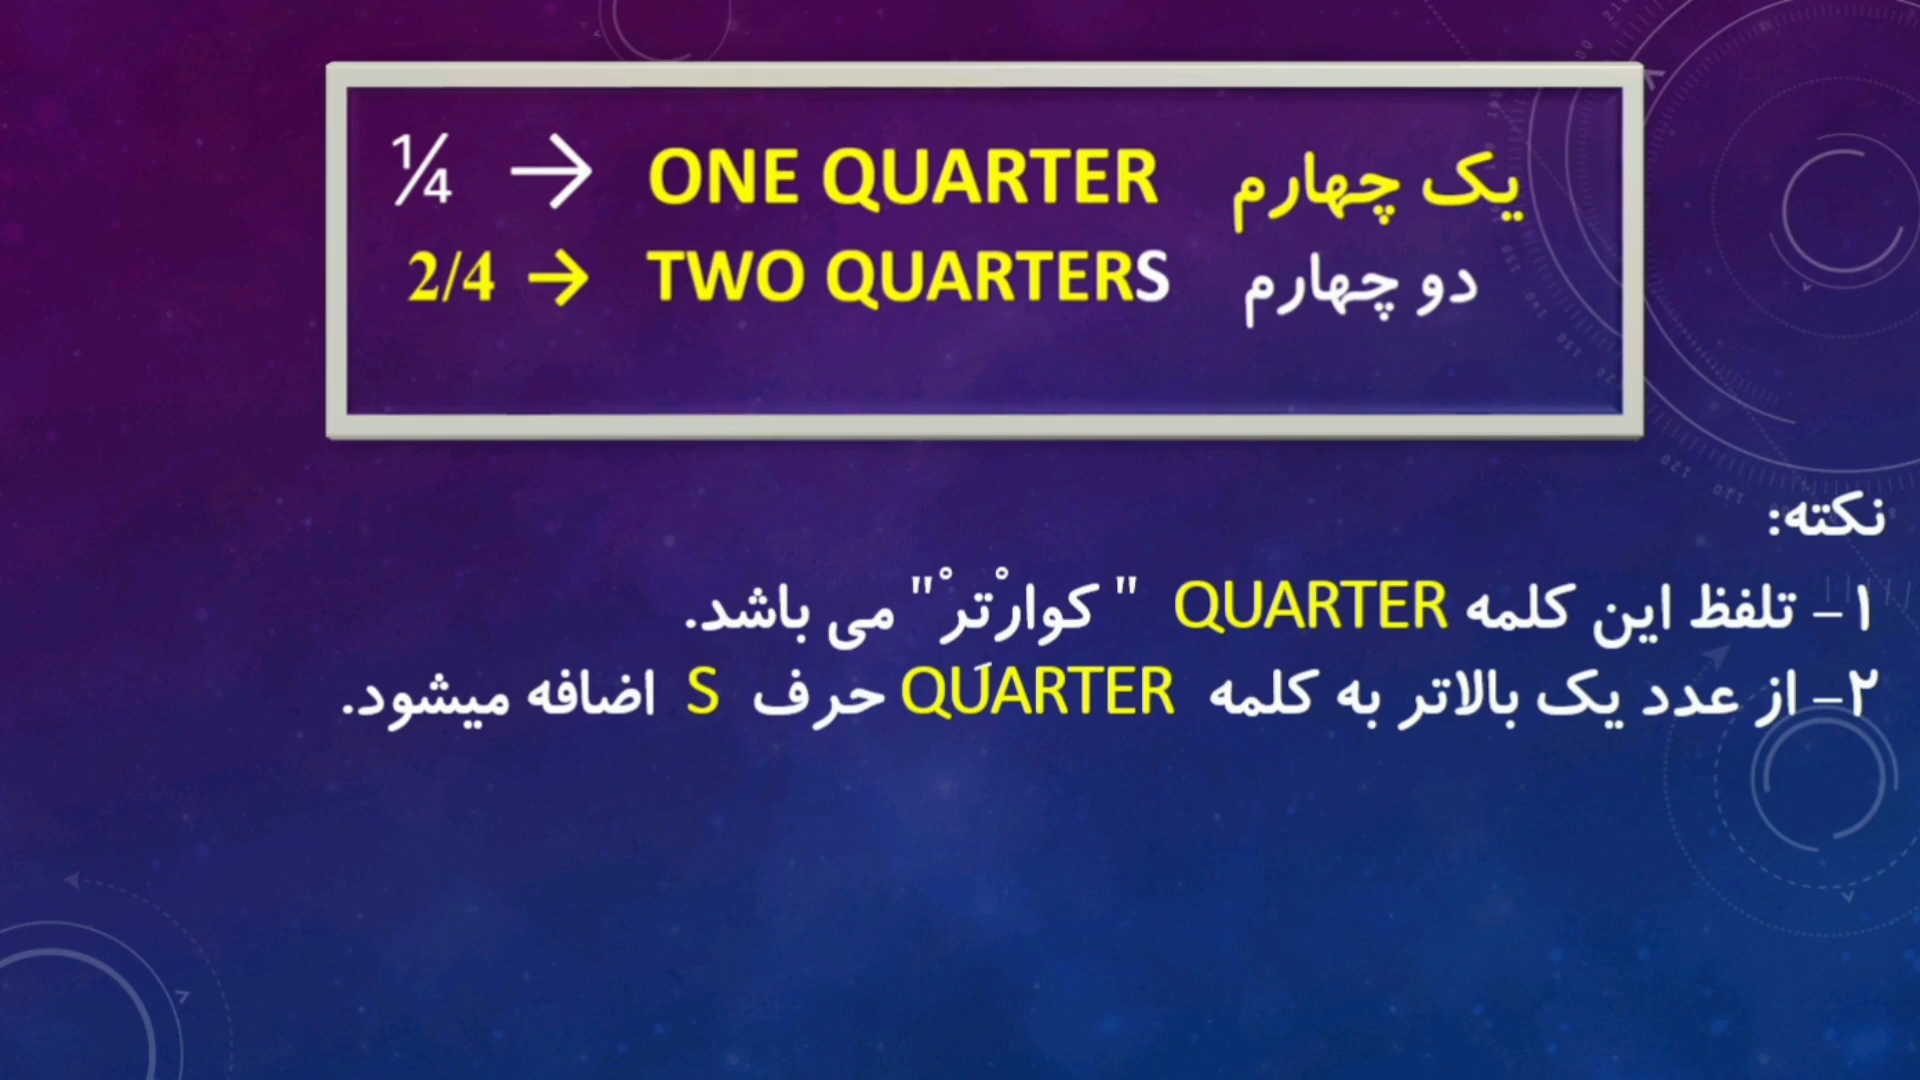 ¼ → ONE QUARTER یک چهارم
2/4 → TWO QUARTERS دو چهارم
نکته:
۱- تلفظ این کلمه QUARTER " کوارْتِرْ" می باشد.
۲- از عدد یک بالاتر به کلمه QUARTER حرف S اضافه میشود.